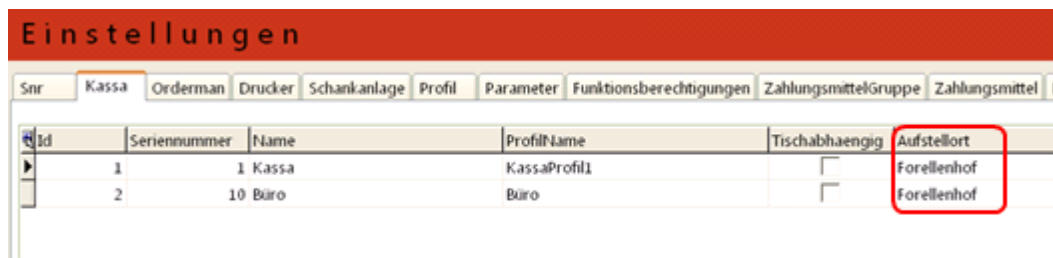 Einstellungen
Snr Kassa Orderman Drucker Schankanlage Profil Parameter Funktionsberechtigungen ZahlungsmittelGruppe Zahlungsmittel
Id Seriennummer Name ProfilName Tischabhaengig Aufstellort
1 1 Kassa KassaProfil1 Forellenhof
2 10 Büro Büro Forellenhof